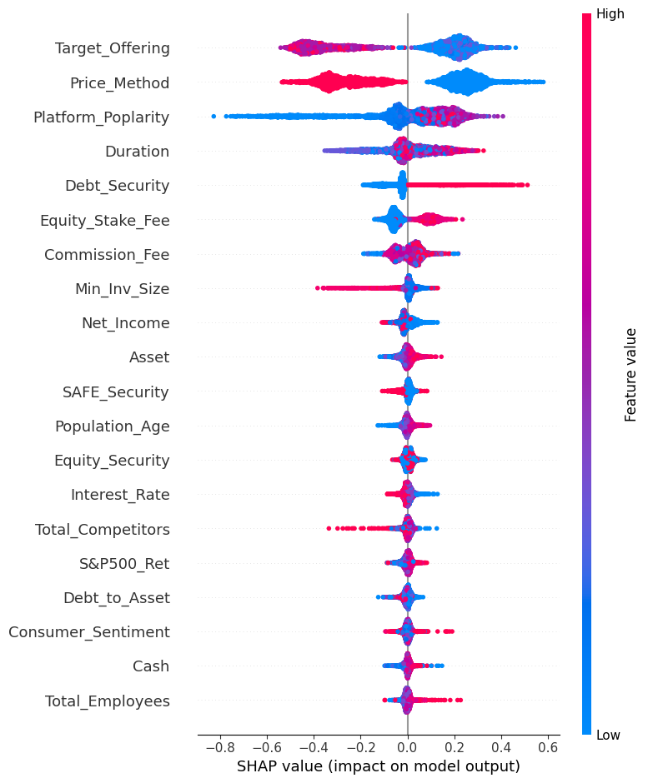 High
Target_Offering
Price_Method
Platform_Poplarity
Duration
Debt_Security
Equity_Stake_Fee
Commission_Fee
Min_Inv_Size
Net_Income
Asset
SAFE_Security
Population_Age
Equity_Security
Interest_Rate
Total_Competitors
S&P500_Ret
Debt_to_Asset
Consumer_Sentiment
Cash
Total_Employees
Feature value
Low
−0.8 −0.6 −0.4 −0.2 0.0 0.2 0.4 0.6
SHAP value (impact on model output)